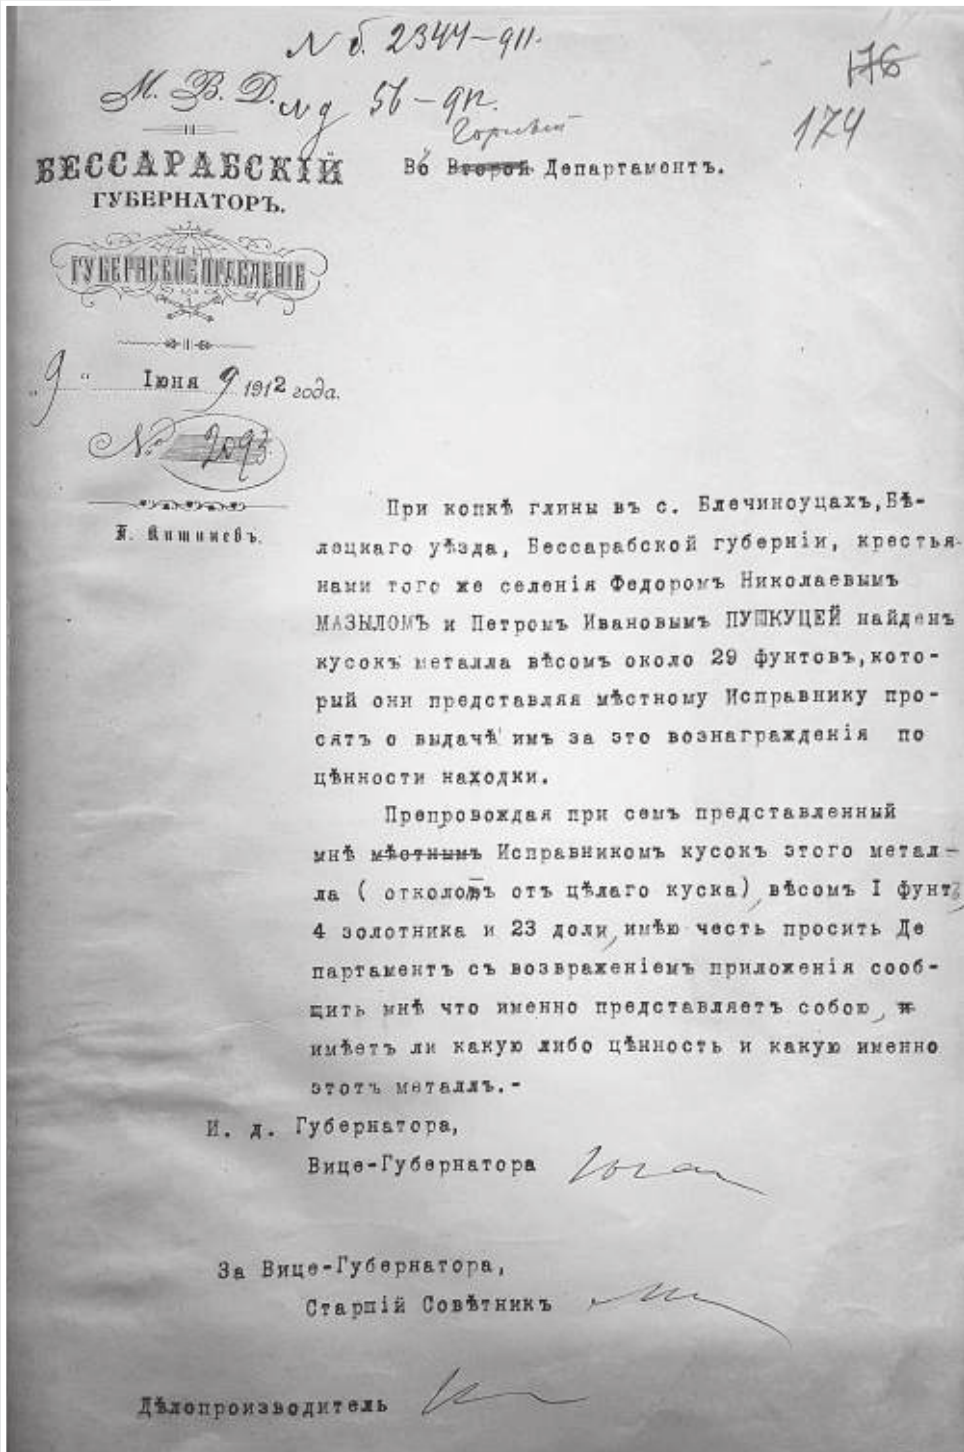 № б. 2344-911.
176
М. В. Д. № д 56-912.
174
Горный
БЕССАРАБСКІЙ
Во Второй Департаментъ.
ГУБЕРНАТОРЪ.
ГУБЕРНСКОЕ ПРАВЛЕНІЕ
„9" Іюня 9 1912 года.
№ 2093
Г. Кишиневъ.
При копкѣ глины въ с. Блечиноуцахъ, Бѣ-
лецкаго уѣзда, Бессарабской губерніи, крестья-
нами того же селенія Федоромъ Николаевымъ
МАЗЫЛОМЪ и Петромъ Ивановымъ ПУШКУЦЕЙ найденъ
кусокъ металла вѣсомъ около 29 фунтовъ, кото-
рый они представляя мѣстному Исправнику про-
сятъ о выдачѣ имъ за это вознагражденія по
цѣнности находки.
Препровождая при семъ представленный
мнѣ мѣстнымъ Исправникомъ кусокъ этого метал-
ла ( отколотъ отъ цѣлаго куска), вѣсомъ I фунтъ
4 золотника и 23 доли, имѣю честь просить Де
партаментъ съ возвраженіемъ приложенія сооб-
щить мнѣ что именно представляетъ собою, и
имѣетъ ли какую либо цѣнность и какую именно
этотъ металлъ.-
И. д. Губернатора,
Вице-Губернатора
За Вице-Губернатора,
Старшій Совѣтникъ
Дѣлопроизводитель